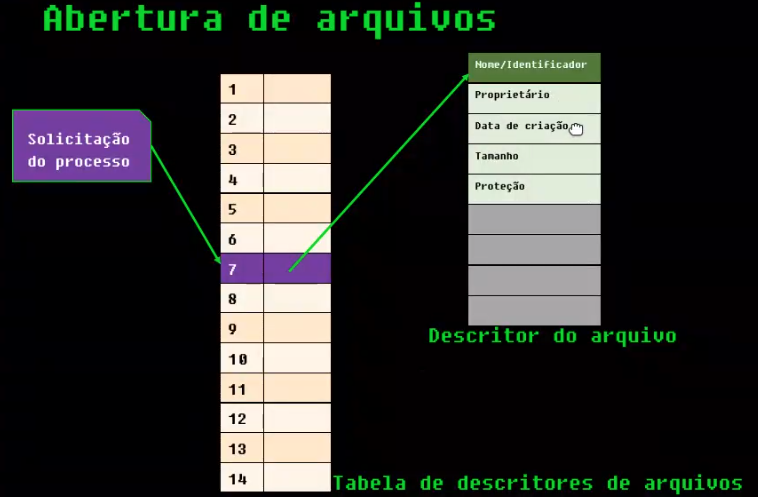 Abertura de arquivos
Solicitação
do processo
1
2
3
4
5
6
7
8
9
10
11
12
13
14
Nome/Identificador
Proprietário
Data de criação
Tamanho
Proteção
Descritor do arquivo
Tabela de descritores de arquivos